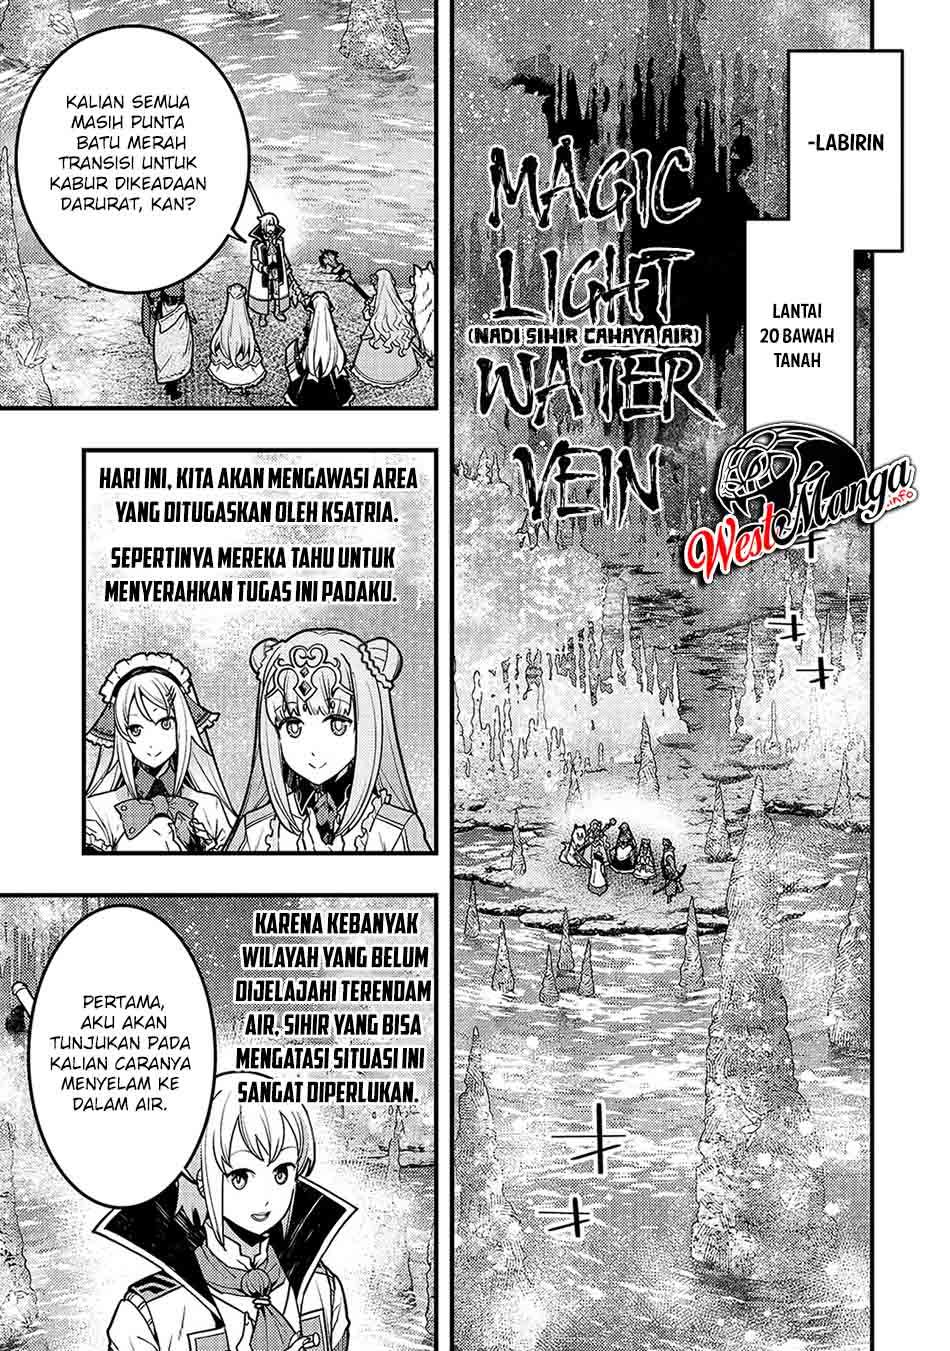 -LABIRIN
LANTAI
20 BAWAH
TANAH
MAGIC
LIGHT
(NADI SIHIR CAHAYA AIR)
WATER
VEIN
WestManga
.info
KALIAN SEMUA
MASIH PUNTA
BATU MERAH
TRANSISI UNTUK
KABUR DIKEADAAN
DARURAT, KAN?
HARI INI, KITA AKAN MENGAWASI AREA
YANG DITUGASKAN OLEH KSATRIA.
SEPERTINYA MEREKA TAHU UNTUK
MENYERAHKAN TUGAS INI PADAKU.
KARENA KEBANYAK
WILAYAH YANG BELUM
DIJELAJAHI TERENDAM
AIR, SIHIR YANG BISA
MENGATASI SITUASI INI
SANGAT DIPERLUKAN.
PERTAMA,
AKU AKAN
TUNJUKAN PADA
KALIAN CARANYA
MENYELAM KE
DALAM AIR.